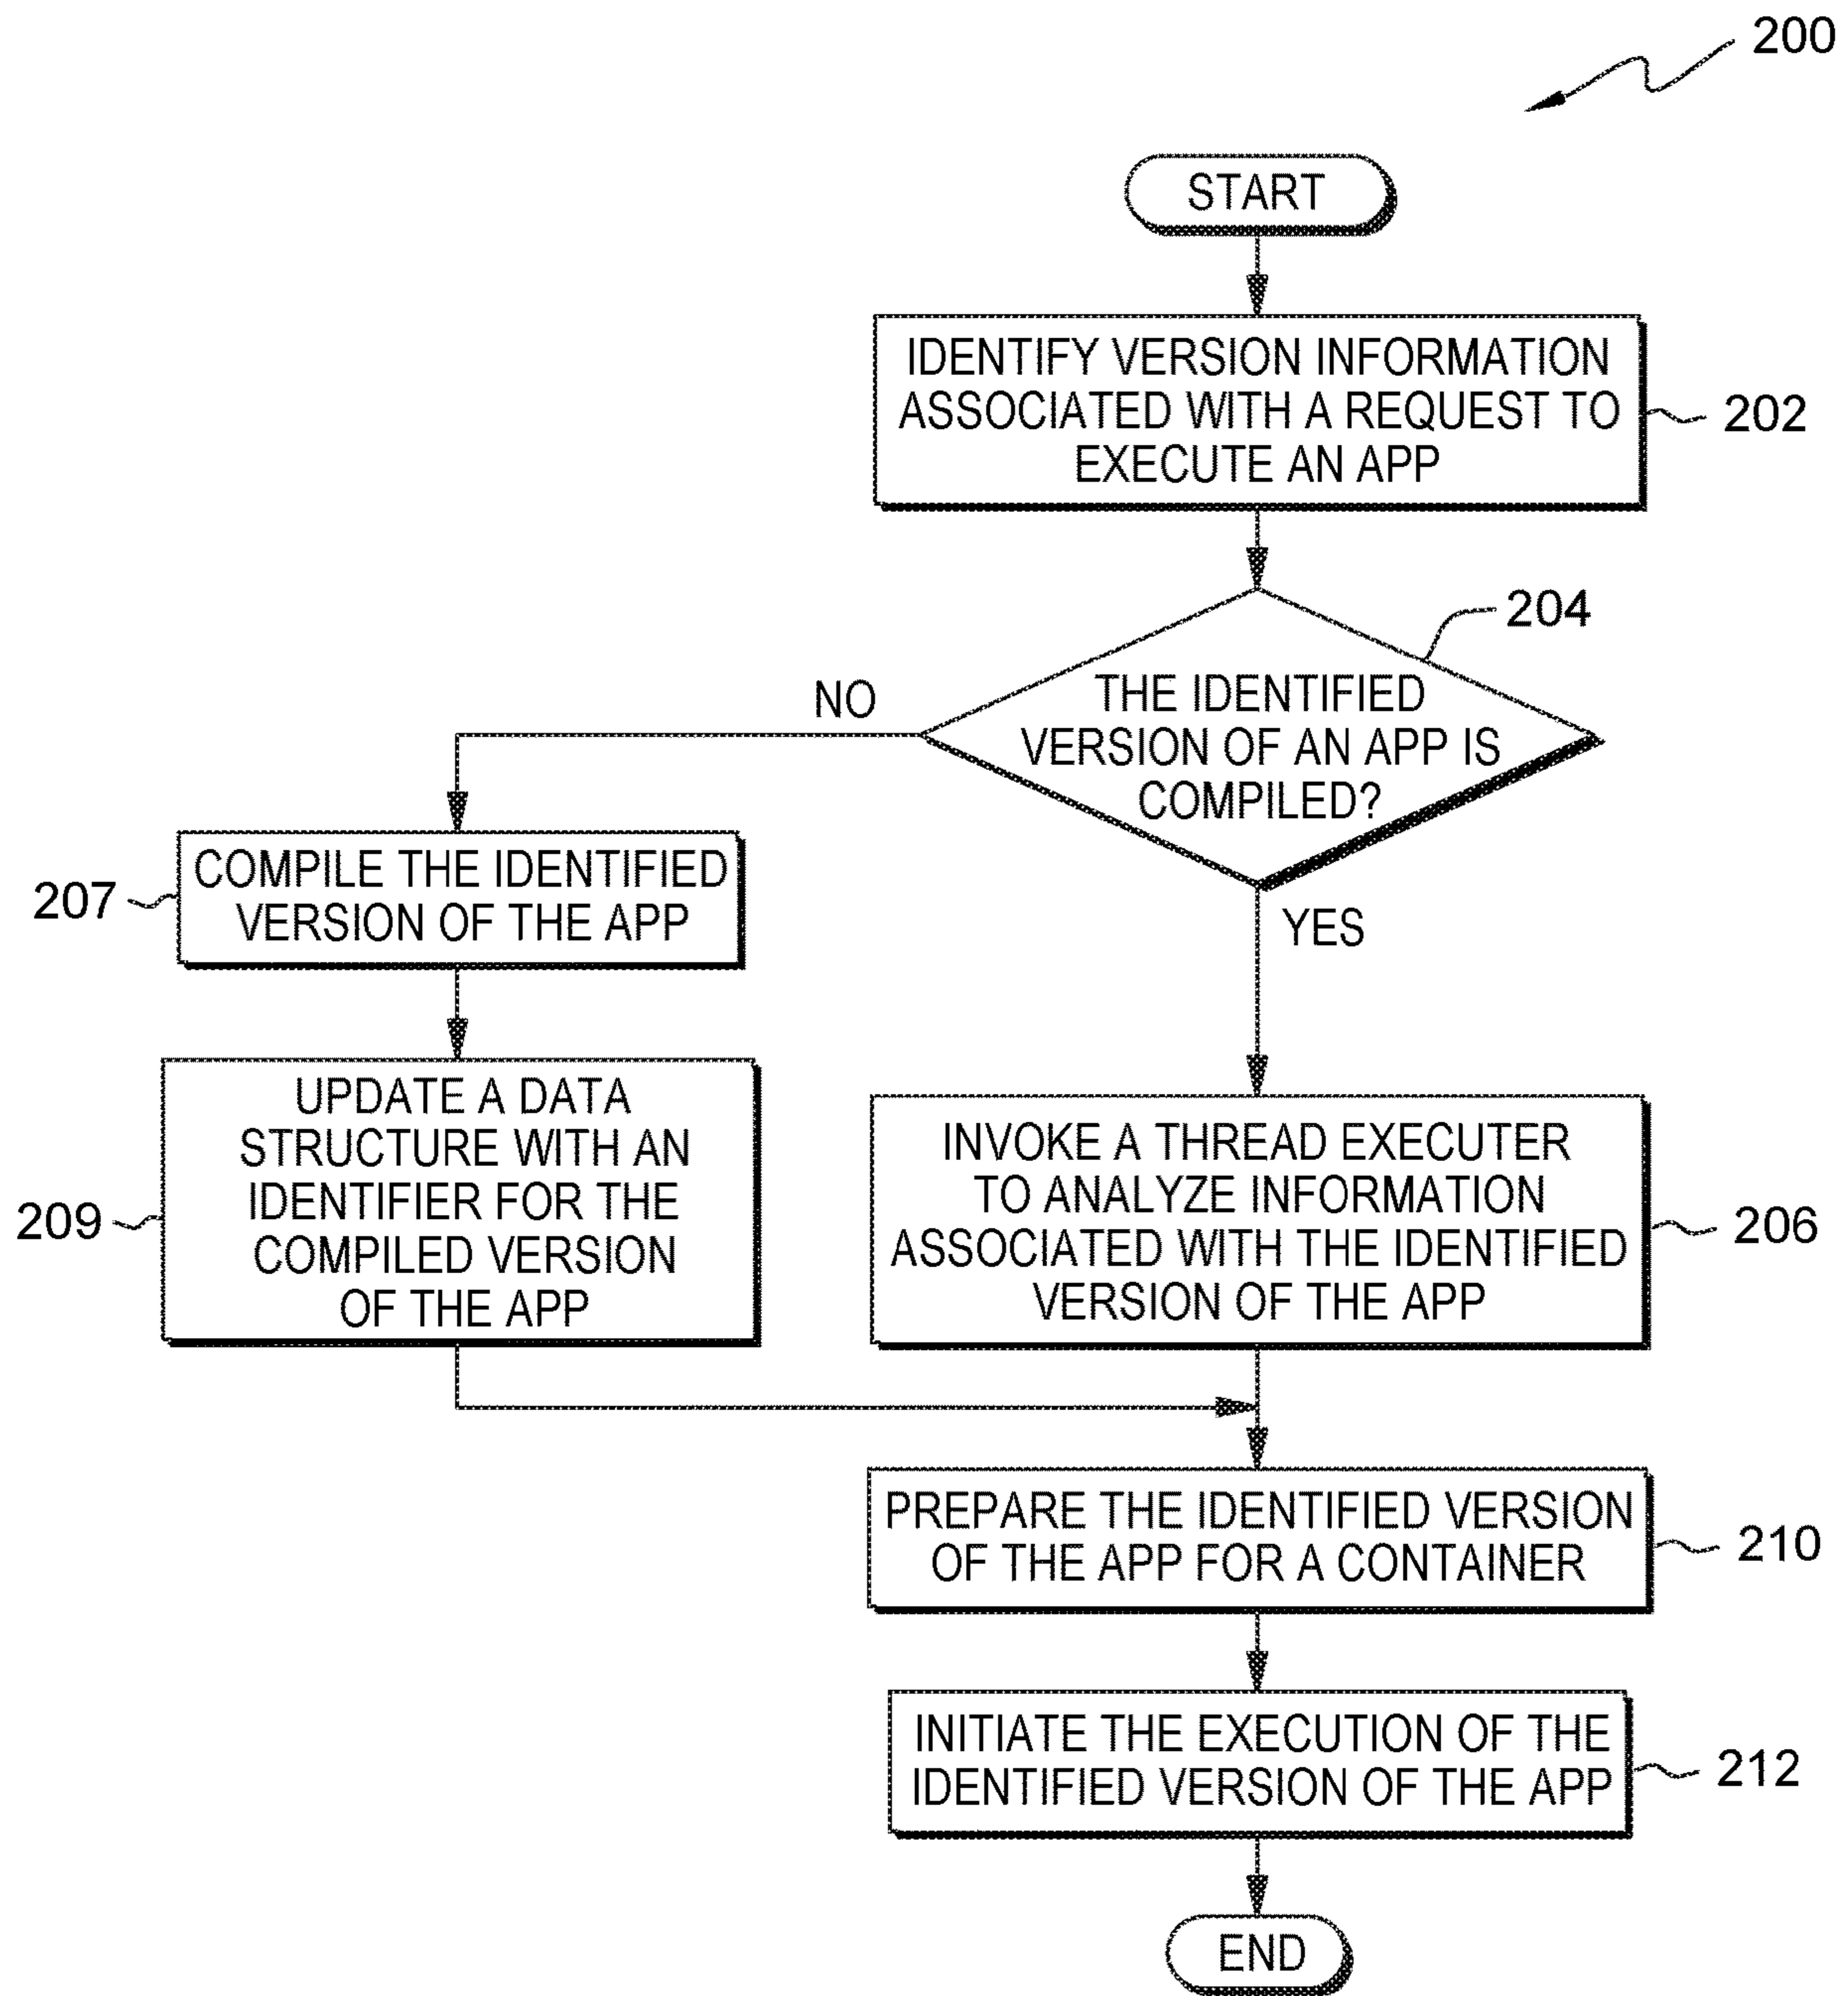 200
START
IDENTIFY VERSION INFORMATION
ASSOCIATED WITH A REQUEST TO
EXECUTE AN APP
202
204
THE IDENTIFIED
VERSION OF AN APP IS
COMPILED?
NO
YES
COMPILE THE IDENTIFIED
VERSION OF THE APP
207
UPDATE A DATA
STRUCTURE WITH AN
IDENTIFIER FOR THE
COMPILED VERSION
OF THE APP
209
INVOKE A THREAD EXECUTER
TO ANALYZE INFORMATION
ASSOCIATED WITH THE IDENTIFIED
VERSION OF THE APP
206
PREPARE THE IDENTIFIED VERSION
OF THE APP FOR A CONTAINER
210
INITIATE THE EXECUTION OF THE
IDENTIFIED VERSION OF THE APP
212
END